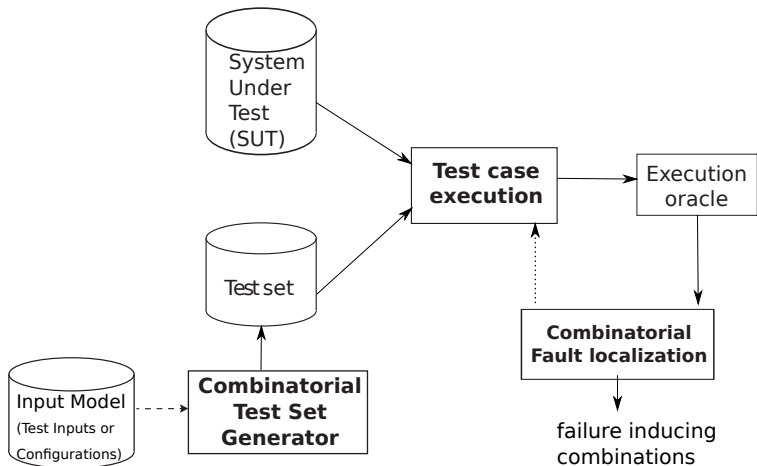 System
Under
Test
(SUT)
Test case
execution
Execution
oracle
Test set
Combinatorial
Fault localization
Input Model
(Test Inputs or
Configurations)
Combinatorial
Test Set
Generator
failure inducing
combinations